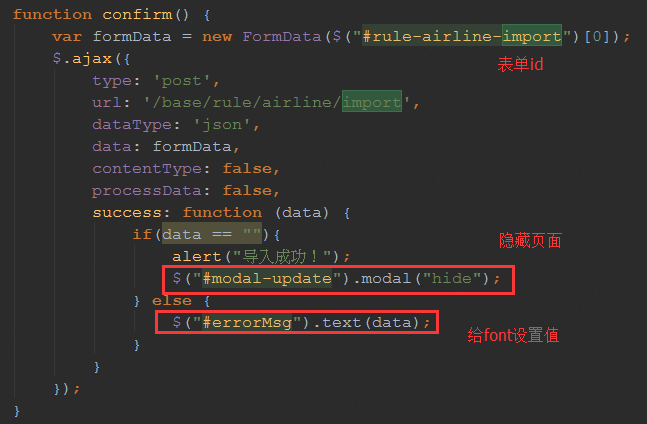 function confirm() {
var formData = new FormData($("#rule-airline-import")[0]);
表单id
$.ajax({
type: 'post',
url: '/base/rule/airline/import',
dataType: 'json',
data: formData,
contentType: false,
processData: false,
success: function (data) {
if(data == ""){
隐藏页面
alert("导入成功！");
$("#modal-update").modal("hide");
} else {
$("#errorMsg").text(data);
给font设置值
}
}
});
}